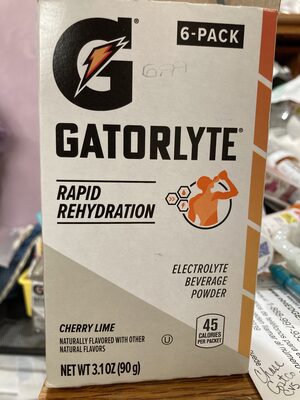 6-PACK
G
GATORLYTE®
RAPID
REHYDRATION
ELECTROLYTE
BEVERAGE
POWDER
CHERRY LIME
NATURALLY FLAVORED WITH OTHER
NATURAL FLAVORS
U
45
CALORIES
PER PACKET
NET WT 3.1 OZ (90 g)